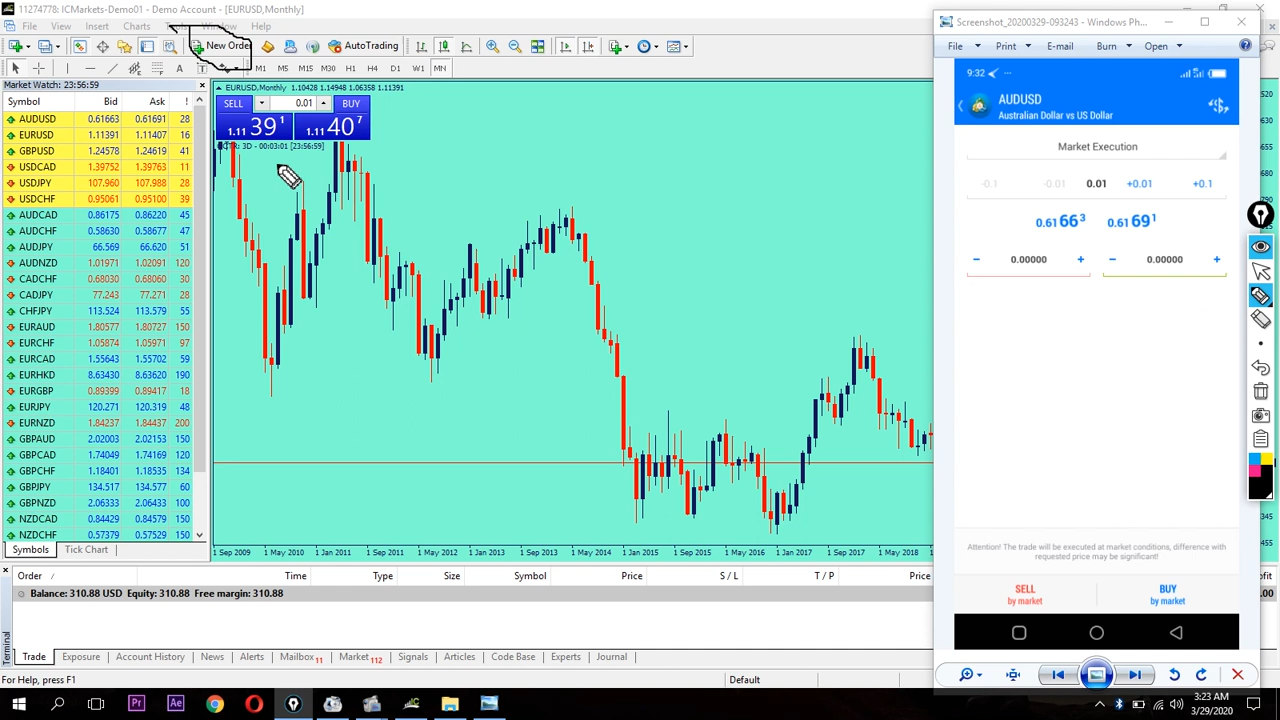 11274778: ICMarkets-Demo01 - Demo Account - [EURUSD,Monthly]
File View Insert Charts Window Help
New Order AutoTrading
A T M1 M5 M15 M30 H1 H4 D1 W1 MN
Market Watch: 23:56:59
Symbol Bid Ask !
AUDUSD 0.61663 0.61691 28
EURUSD 1.11391 1.11407 16
GBPUSD 1.24578 1.24619 41
USDCAD 1.39752 1.39763 11
USDJPY 107.960 107.988 28
USDCHF 0.95061 0.95100 39
AUDCAD 0.86175 0.86220 45
AUDCHF 0.58630 0.58677 47
AUDJPY 66.569 66.620 51
AUDNZD 1.01971 1.02091 120
CADCHF 0.68030 0.68060 30
CADJPY 77.243 77.271 28
CHFJPY 113.524 113.579 55
EURAUD 1.80577 1.80727 150
EURCHF 1.05874 1.05971 97
EURCAD 1.55643 1.55702 59
EURHKD 8.63430 8.63620 190
EURGBP 0.89399 0.89417 18
EURJPY 120.271 120.319 48
EURNZD 1.84237 1.84437 200
GBPAUD 2.02003 2.02153 150
GBPCAD 1.74049 1.74169 120
GBPCHF 1.18401 1.18535 134
GBPJPY 134.517 134.577 60
GBPNZD 2.06333 2.06433 100
NZDCAD 0.84429 0.84579 150
NZDCHF 0.57379 0.57529 150
Symbols Tick Chart
EURUSD,Monthly 1.10428 1.14948 1.06358 1.11391
SELL 0.01 BUY
1.11 39 1 1.11 40 7
3D - 00:03:01 [23:56:59]
1 Sep 2009 1 May 2010 1 Jan 2011 1 Sep 2011 1 May 2012 1 Jan 2013 1 Sep 2013 1 May 2014 1 Jan 2015 1 Sep 2015 1 May 2016 1 Jan 2017 1 Sep 2017 1 May 2018
Screenshot_20200329-093243 - Windows Ph...
File Print E-mail Burn Open
9:32
AUDUSD
Australian Dollar vs US Dollar
Market Execution
-0.1 -0.01 0.01 +0.01 +0.1
0.61 66 3 0.61 69 1
- 0.00000 + - 0.00000 +
Attention! The trade will be executed at market conditions, difference with
requested price may be significant!
SELL BUY
by market by market
520
655
790
345
455
Order / Time Type Size Symbol Price S / L T / P Price
Balance: 310.88 USD Equity: 310.88 Free margin: 310.88
Terminal
Trade Exposure Account History News Alerts Mailbox 11 Market 112 Signals Articles Code Base Experts Journal
For Help, press F1 Default
Pr Ae
3:23 AM
3/29/2020